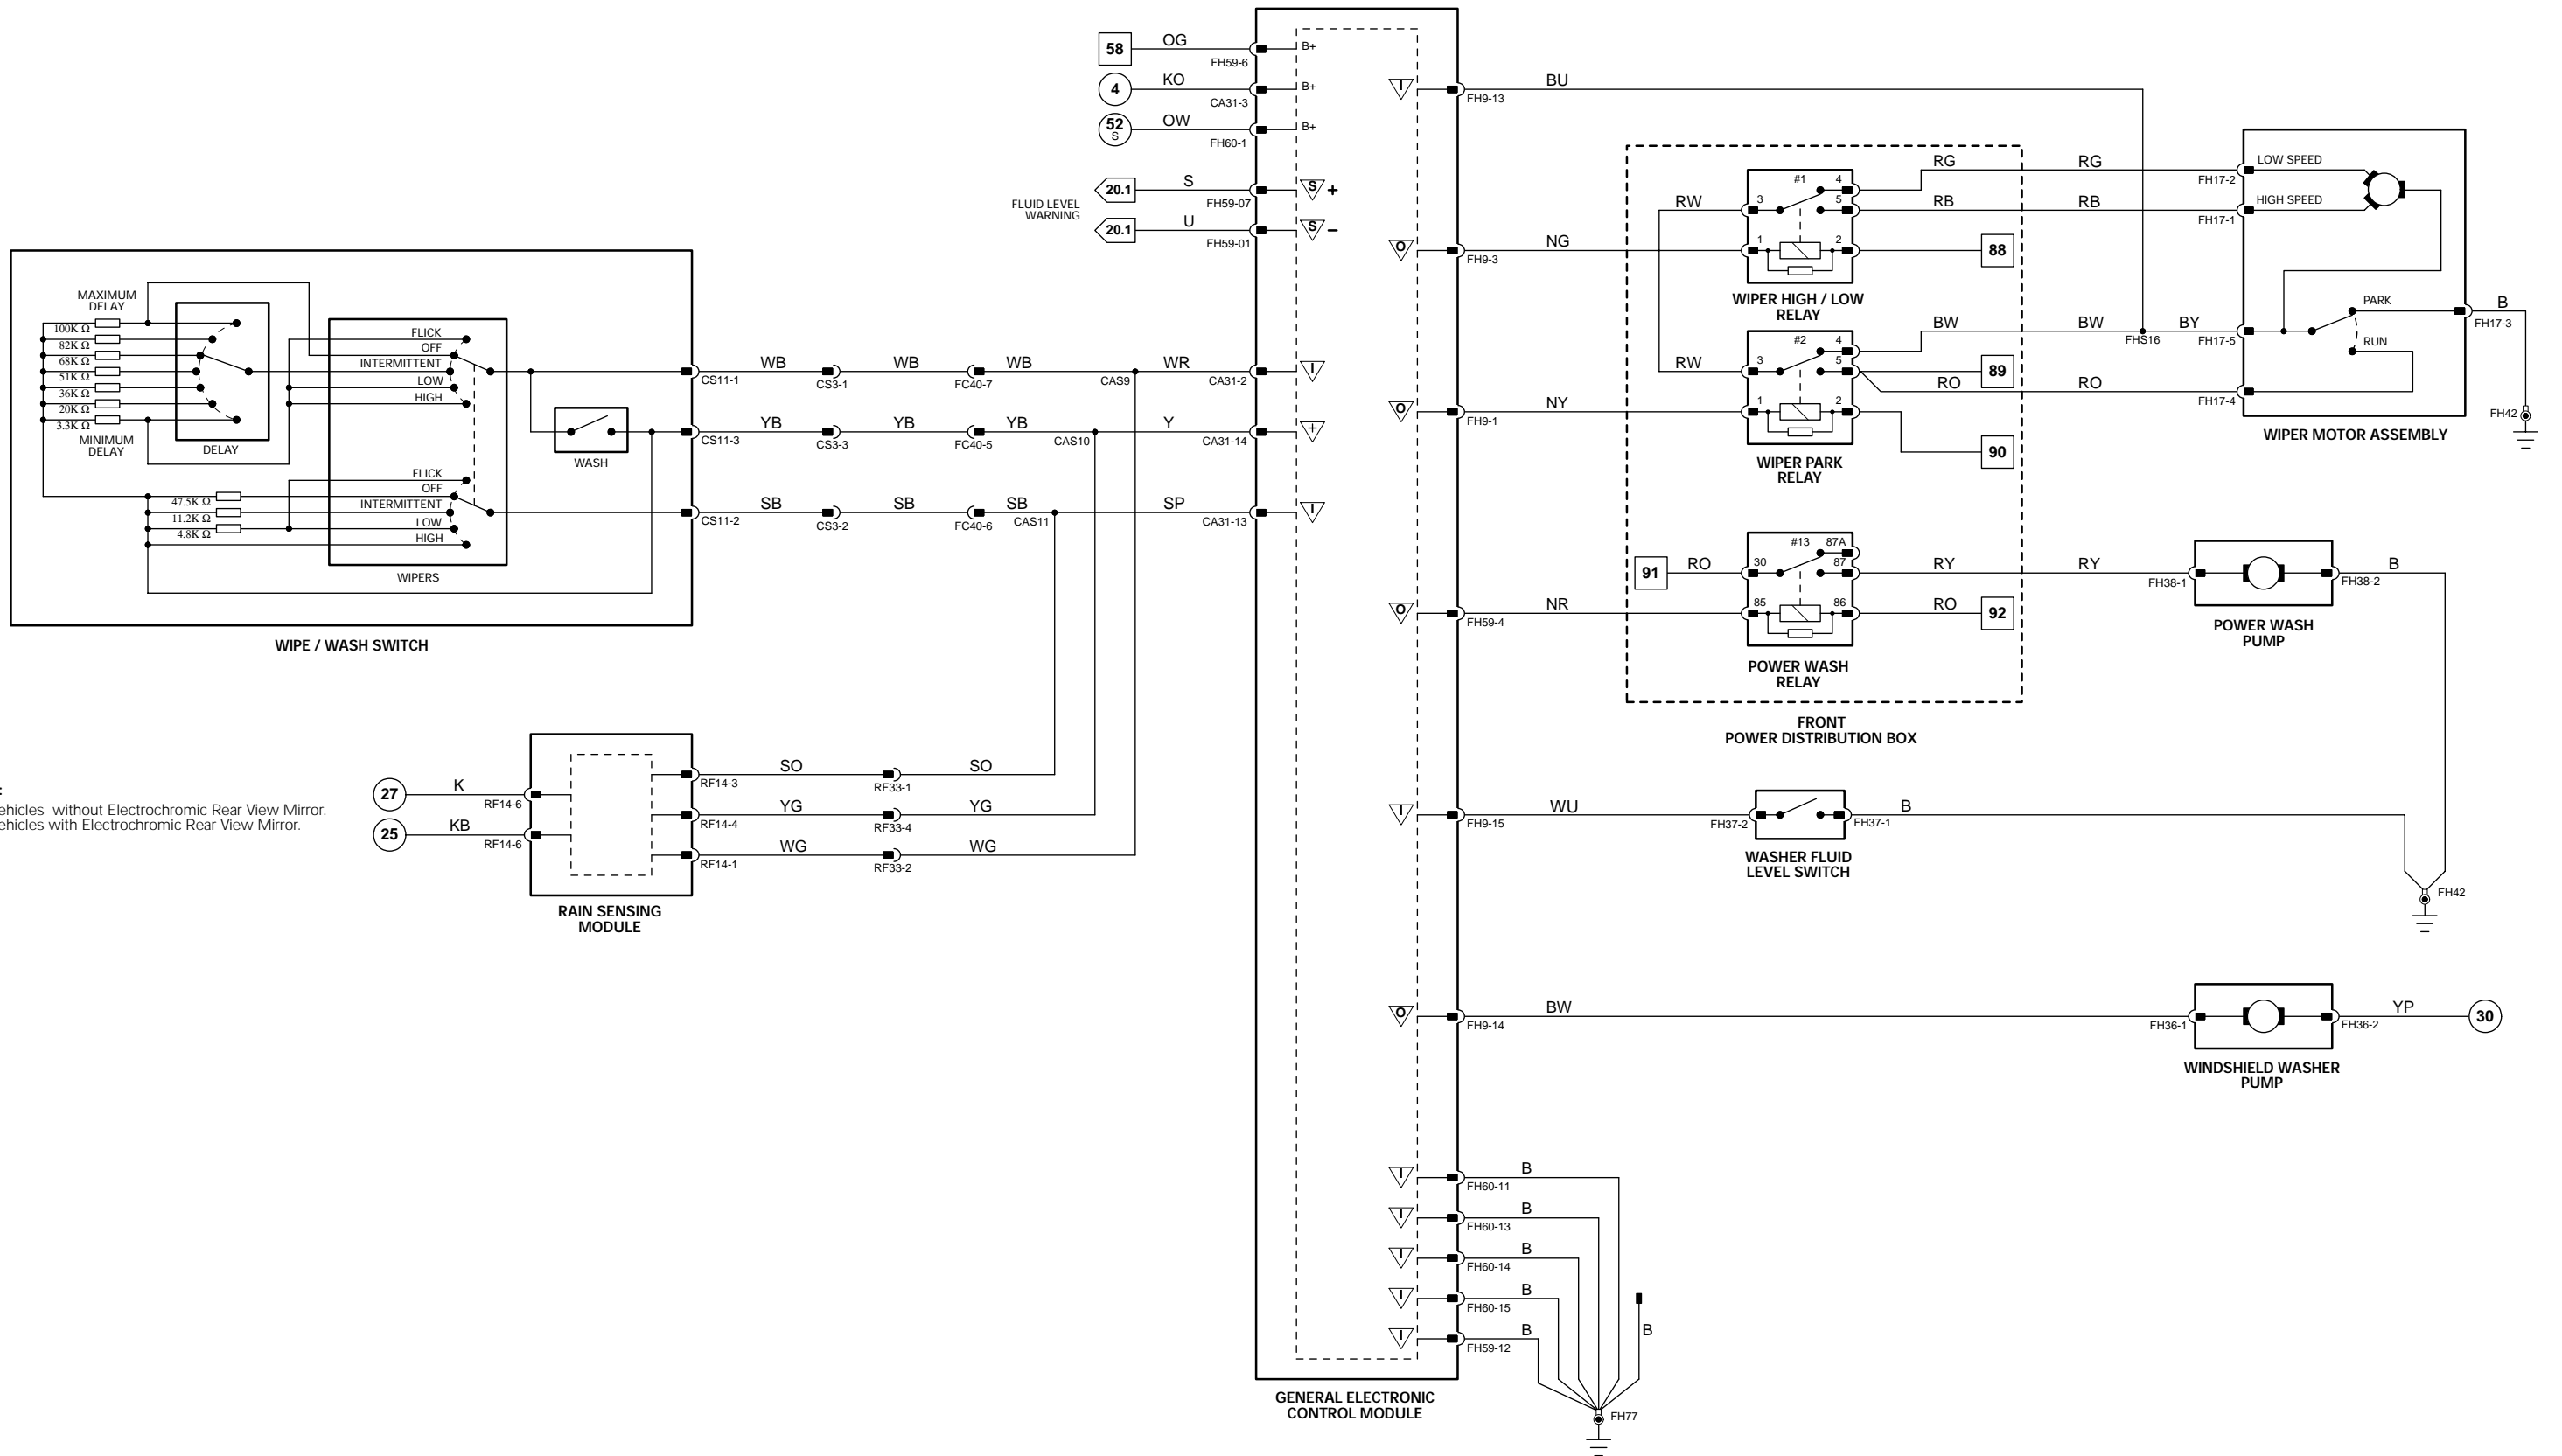 58
OG
FH59-6
B+
4
KO
CA31-3
B+
52
S
OW
FH60-1
B+
FLUID LEVEL
WARNING
20.1
S
FH59-07
S
+
20.1
U
FH59-01
S
–
MAXIMUM
DELAY
100K Ω
82K Ω
68K Ω
51K Ω
36K Ω
20K Ω
3.3K Ω
MINIMUM
DELAY
DELAY
FLICK
OFF
INTERMITTENT
LOW
HIGH
FLICK
OFF
INTERMITTENT
LOW
HIGH
47.5K Ω
11.2K Ω
4.8K Ω
WIPERS
WASH
WIPE / WASH SWITCH
CS11-1
WB
CS3-1
WB
FC40-7
WB
CAS9
WR
CA31-2
I
CS11-3
YB
CS3-3
YB
FC40-5
YB
CAS10
Y
CA31-14
+
CS11-2
SB
CS3-2
SB
FC40-6
SB
CAS11
SP
CA31-13
I
:
ehicles without Electrochromic Rear View Mirror.
ehicles with Electrochromic Rear View Mirror.
27
K
RF14-6
25
KB
RF14-6
RF14-3
SO
RF33-1
SO
RF14-4
YG
RF33-4
YG
RF14-1
WG
RF33-2
WG
RAIN SENSING
MODULE
I
FH9-13
BU
O
FH9-3
NG
O
FH9-1
NY
O
FH59-4
NR
I
FH9-15
WU
O
FH9-14
BW
I
FH60-11
B
I
FH60-13
B
I
FH60-14
B
I
FH60-15
B
I
FH59-12
B
B
FH77
GENERAL ELECTRONIC
CONTROL MODULE
RW
#1
3
4
5
1
2
RG
RG
RB
RB
88
WIPER HIGH / LOW
RELAY
RW
#2
3
4
5
1
2
BW
BW
FHS16
BY
89
RO
RO
90
WIPER PARK
RELAY
91
RO
#13
87A
30
87
85
86
RY
RY
RO
92
POWER WASH
RELAY
FRONT
POWER DISTRIBUTION BOX
FH17-2
LOW SPEED
FH17-1
HIGH SPEED
FH17-5
PARK
RUN
FH17-4
B
FH17-3
FH42
WIPER MOTOR ASSEMBLY
FH38-1
FH38-2
B
POWER WASH
PUMP
FH37-2
FH37-1
B
WASHER FLUID
LEVEL SWITCH
FH42
FH36-1
FH36-2
YP
30
WINDSHIELD WASHER
PUMP